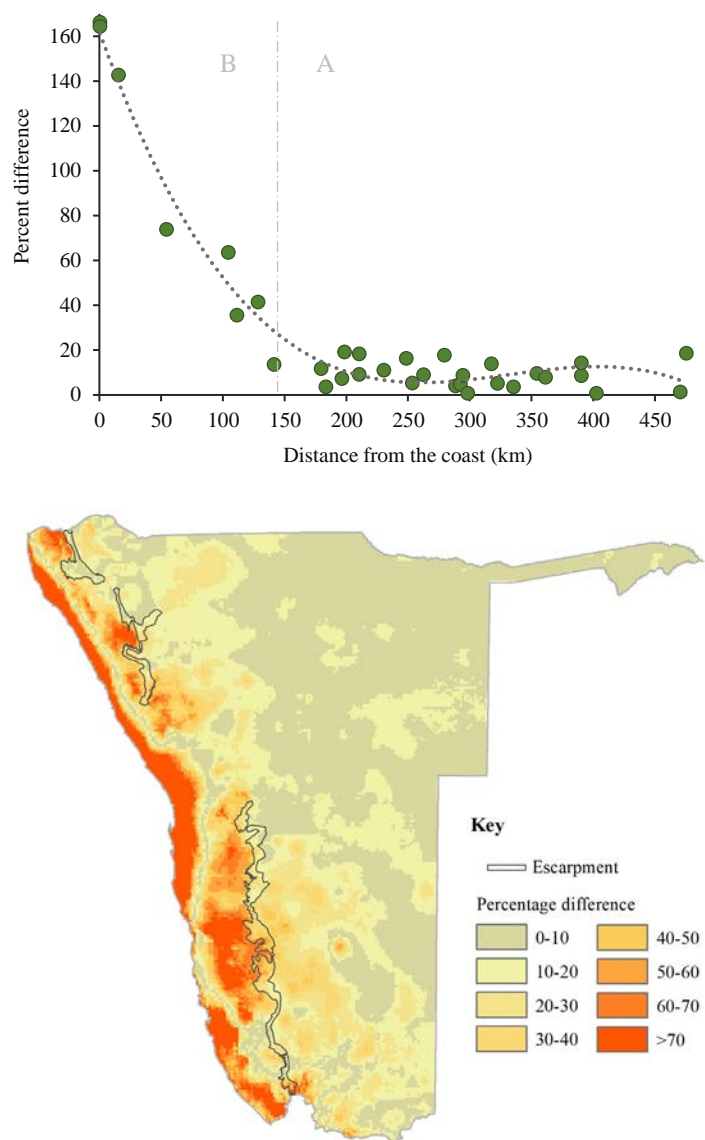 160
140
120
100
80
60
40
20
0
Percent difference
B A
0 50 100 150 200 250 300 350 400 450
Distance from the coast (km)
Key
Escarpment
Percentage difference
0-10 40-50
10-20 50-60
20-30 60-70
30-40 >70